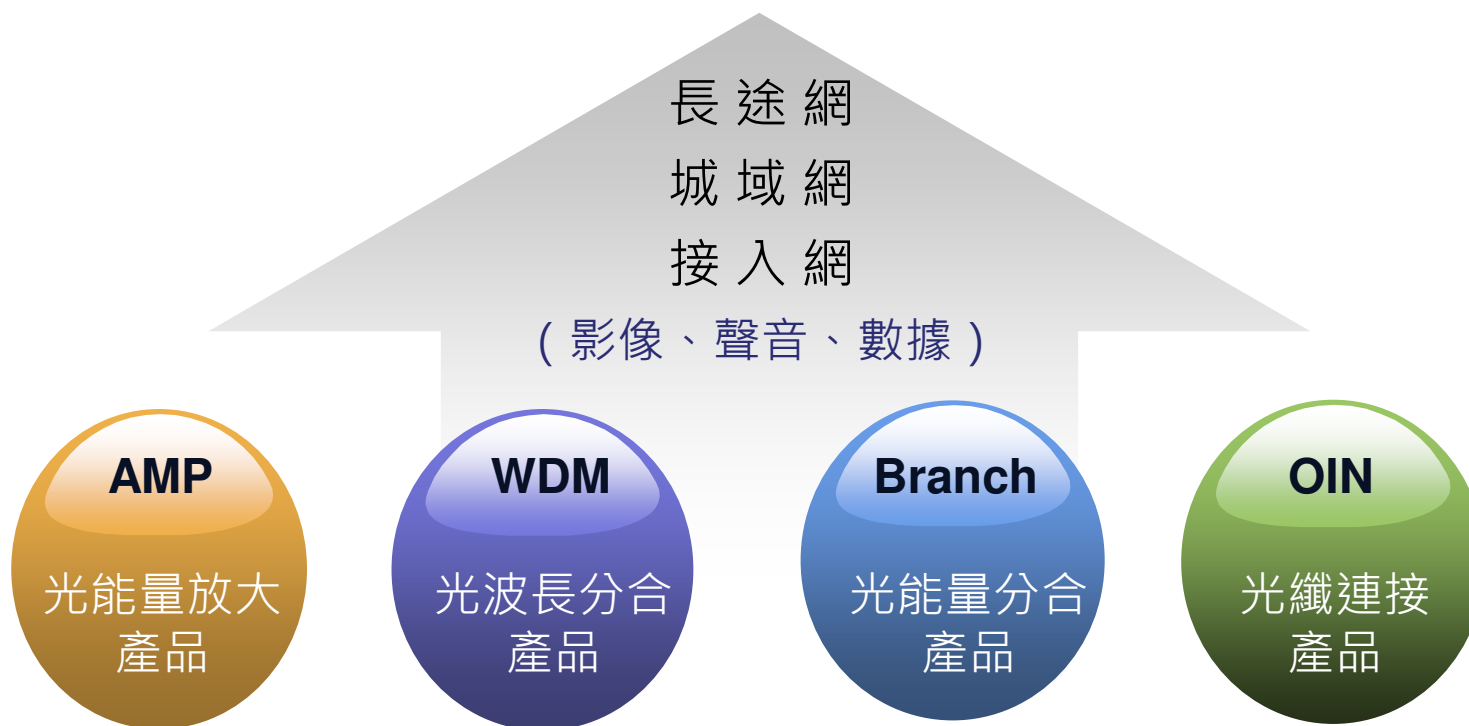 長途網
城域網
接入網
(影像、聲音、數據)
AMP
光能量放大
產品
WDM
光波長分合
產品
Branch
光能量分合
產品
OIN
光纖連接
產品